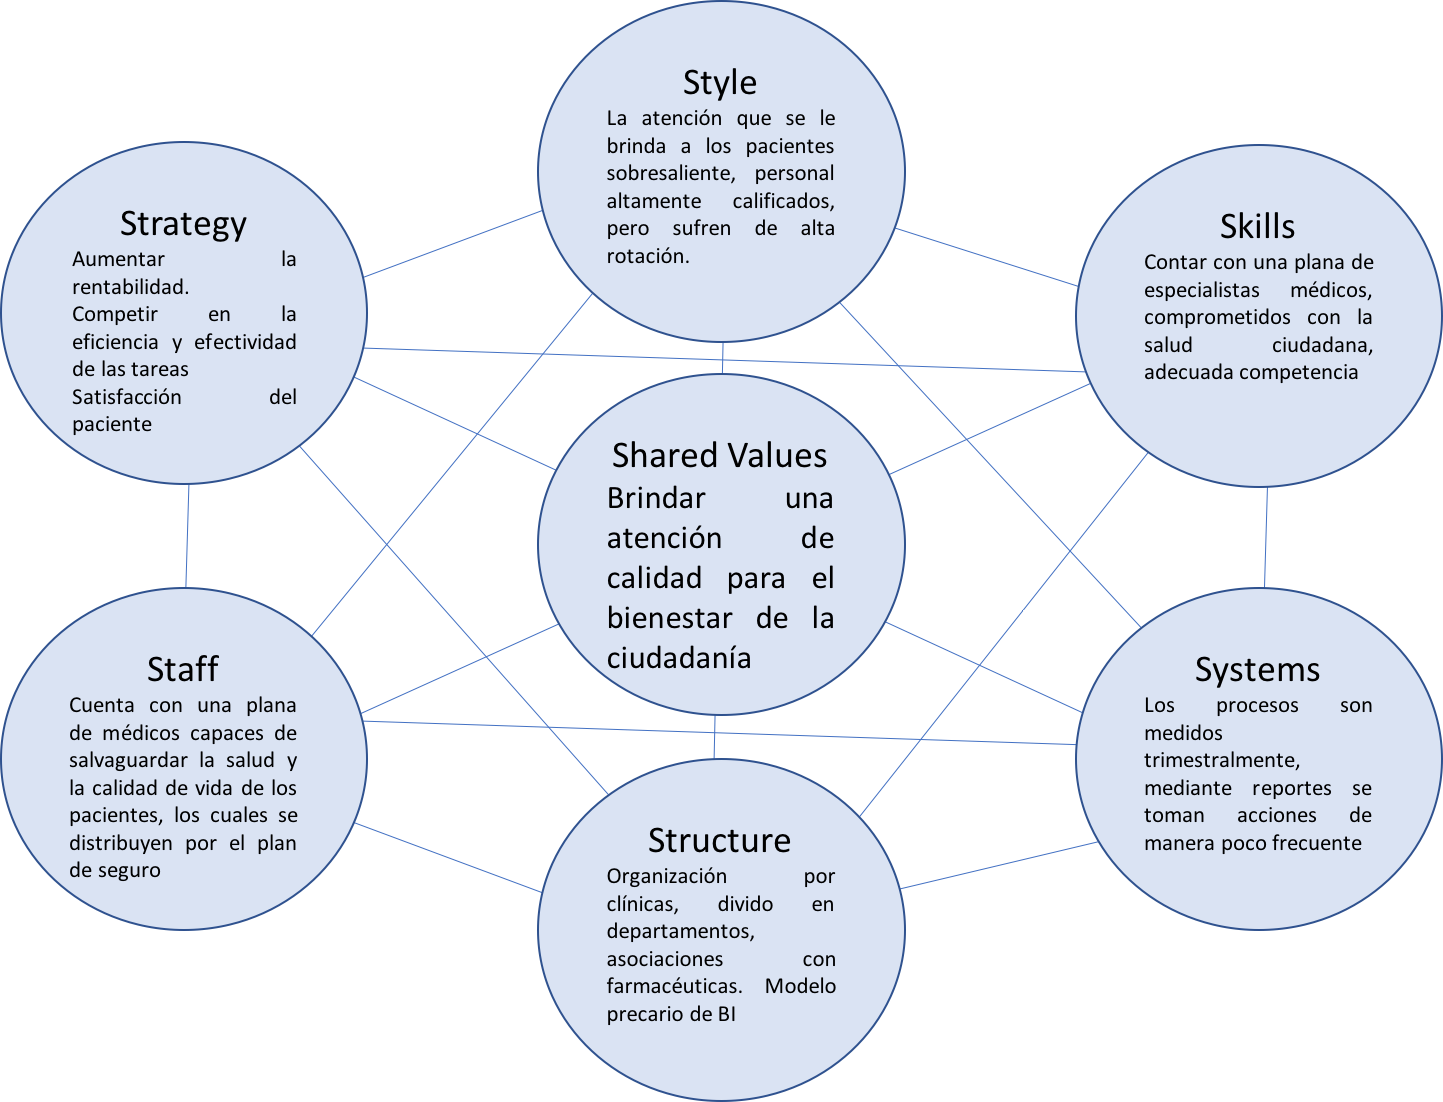 Style
La atención que se le
brinda a los pacientes
sobresaliente, personal
altamente calificados,
pero sufren de alta
rotación.
Strategy
Aumentar la
rentabilidad.
Competir en la
eficiencia y efectividad
de las tareas
Satisfacción del
paciente
Skills
Contar con una plana de
especialistas médicos,
comprometidos con la
salud ciudadana,
adecuada competencia
Shared Values
Brindar una
atención de
calidad para el
bienestar de la
ciudadanía
Staff
Cuenta con una plana
de médicos capaces de
salvaguardar la salud y
la calidad de vida de los
pacientes, los cuales se
distribuyen por el plan
de seguro
Systems
Los procesos son
medidos
trimestralmente,
mediante reportes se
toman acciones de
manera poco frecuente
Structure
Organización por
clínicas, divido en
departamentos,
asociaciones con
farmacéuticas. Modelo
precario de BI